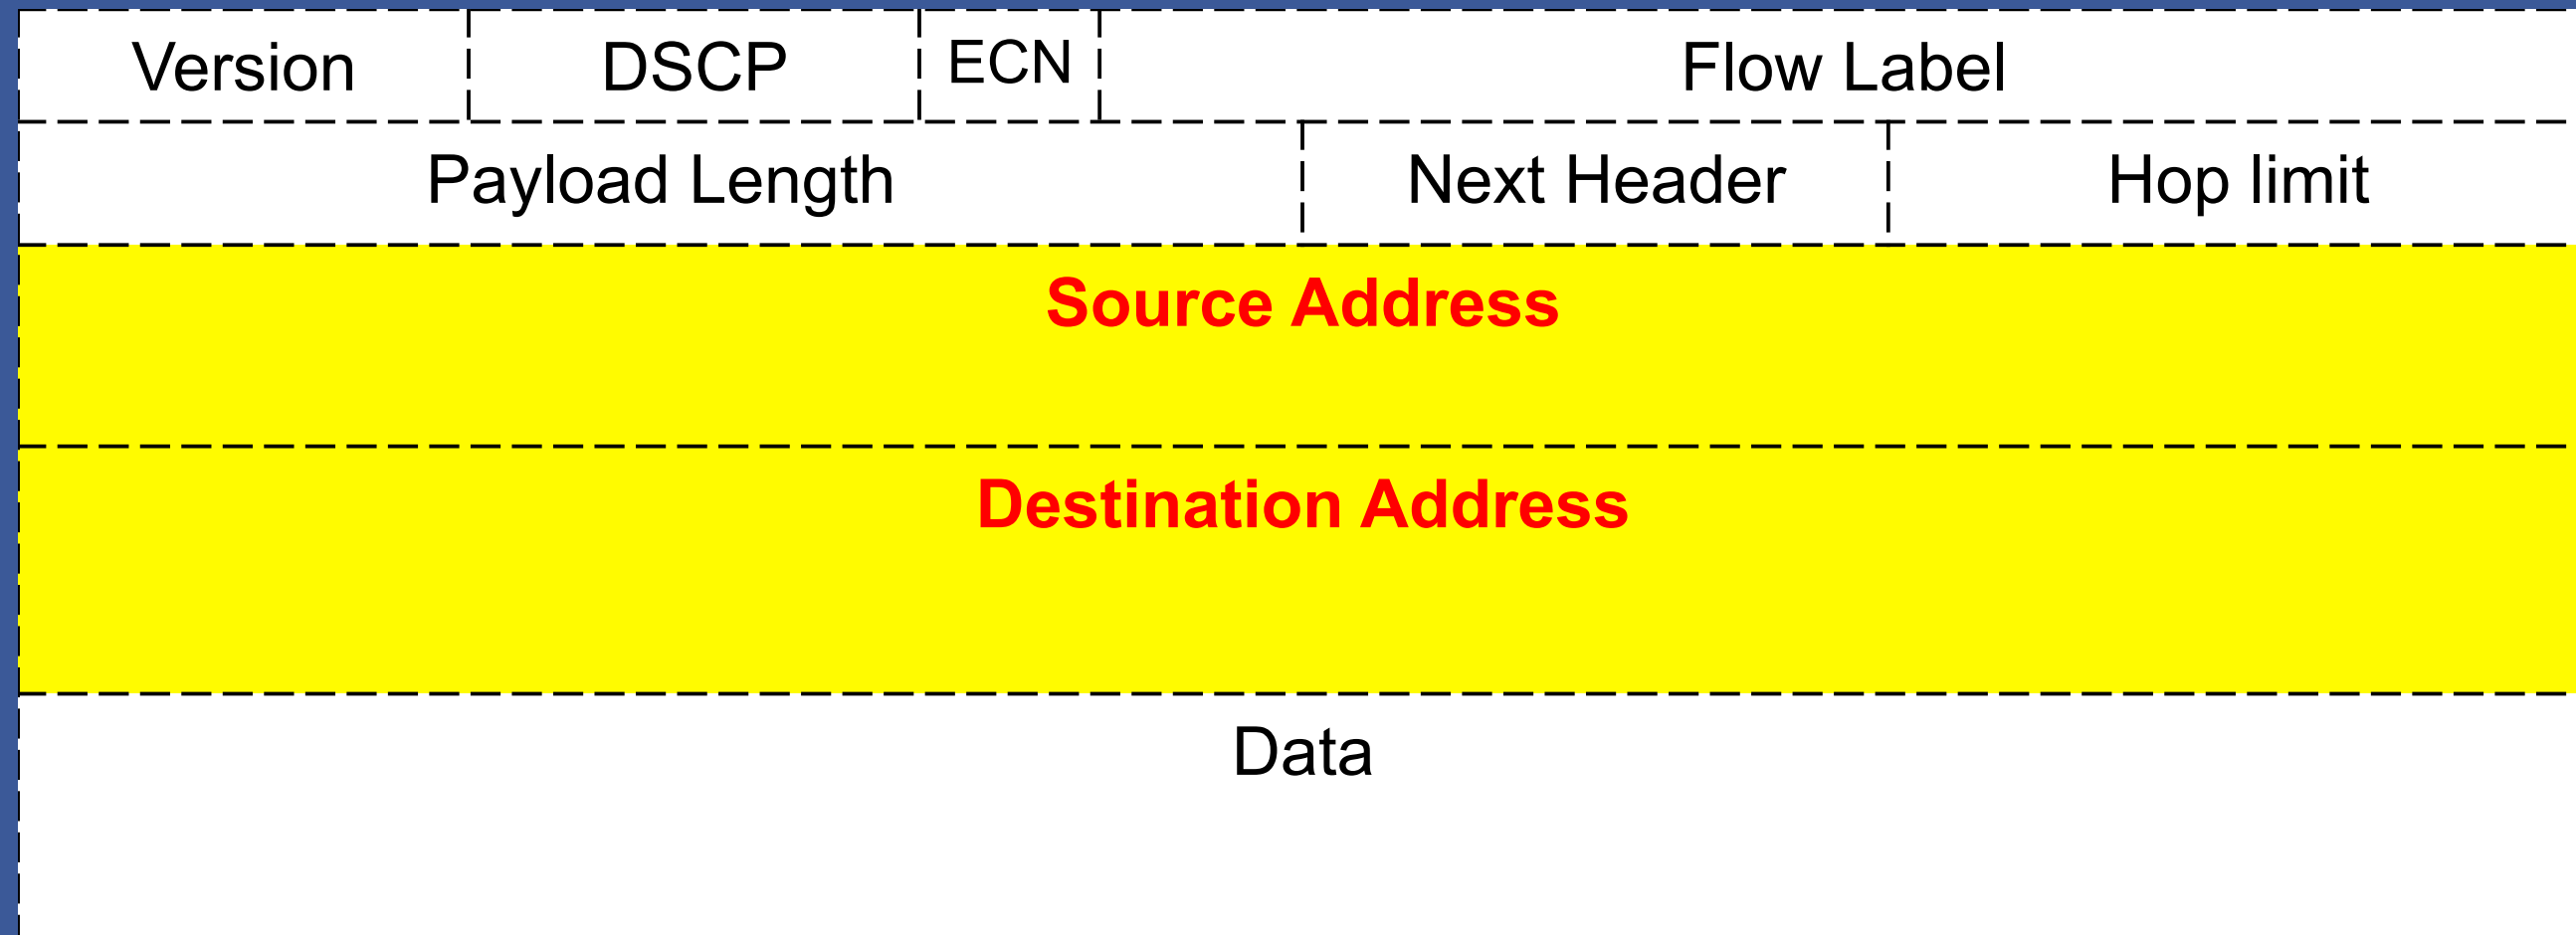 Version DSCP ECN Flow Label
Payload Length Next Header Hop limit
Source Address
Destination Address
Data